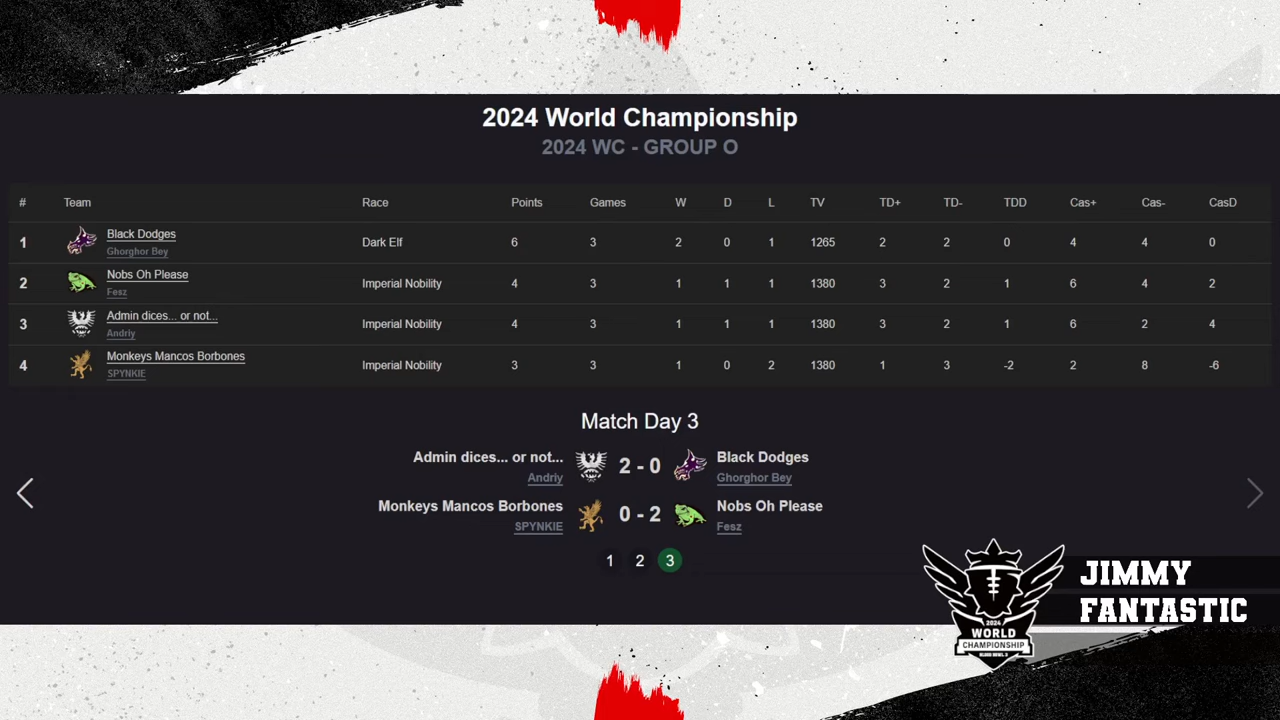 2024 World Championship
2024 WC - GROUP O
# Team Race Points Games W D L TV TD+ TD- TDD Cas+ Cas- CasD
1 Black Dodges Dark Elf 6 3 2 0 1 1265 2 2 0 4 4 0
Ghorghor Bey
2 Nobs Oh Please Imperial Nobility 4 3 1 1 1 1380 3 2 1 6 4 2
Fesz
3 Admin dices... or not... Imperial Nobility 4 3 1 1 1 1380 3 2 1 6 2 4
Andriy
4 Monkeys Mancos Borbones Imperial Nobility 3 3 1 0 2 1380 1 3 -2 2 8 -6
SPYNKIE
Match Day 3
Admin dices... or not... 2 - 0 Black Dodges
Andriy Ghorghor Bey
Monkeys Mancos Borbones 0 - 2 Nobs Oh Please
SPYNKIE Fesz
1 2 3
JIMMY
FANTASTIC
2024
WORLD
CHAMPIONSHIP
BLOOD BOWL 3